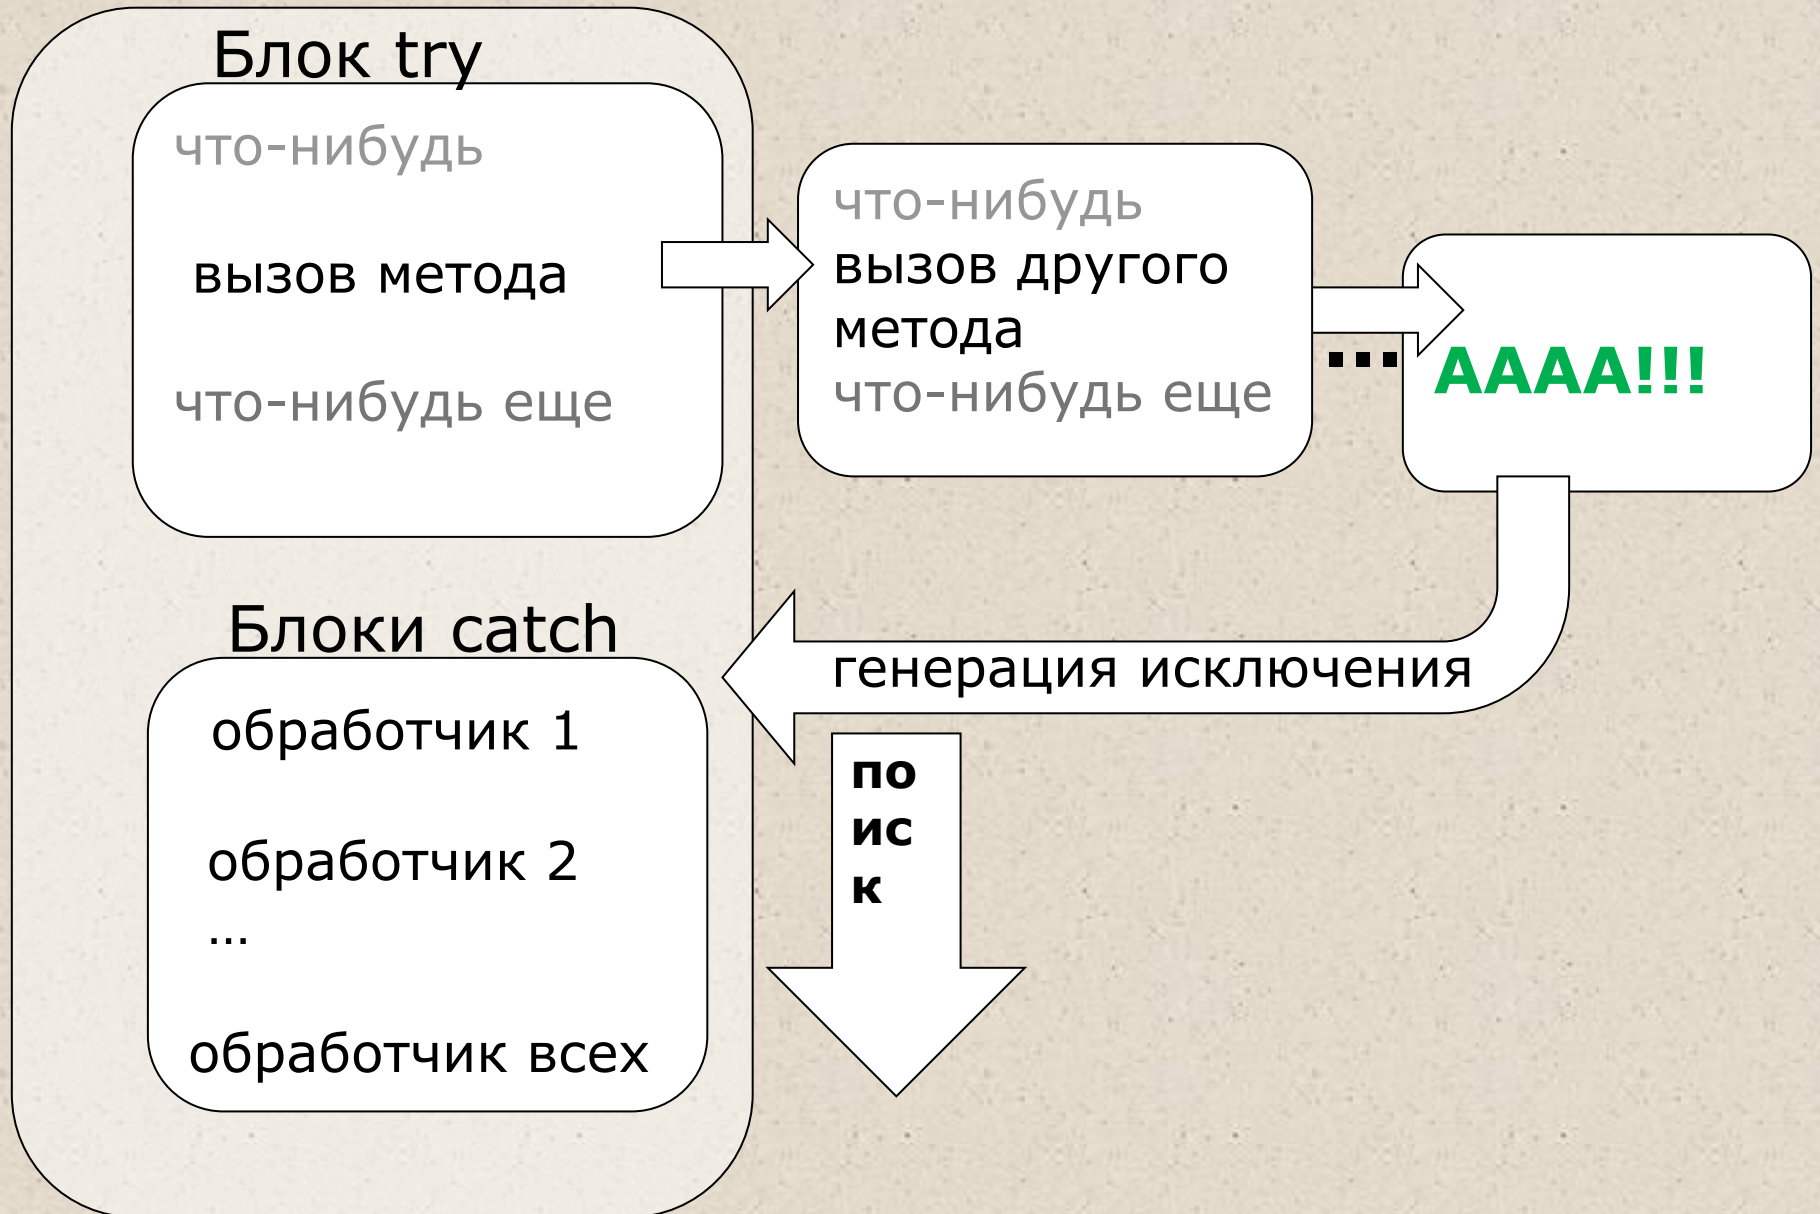 Блок try
что-нибудь
вызов метода
что-нибудь еще
что-нибудь
вызов другого
метода
что-нибудь еще
...
АААА!!!
генерация исключения
Блоки catch
обработчик 1
обработчик 2
…
обработчик всех
по
ис
к